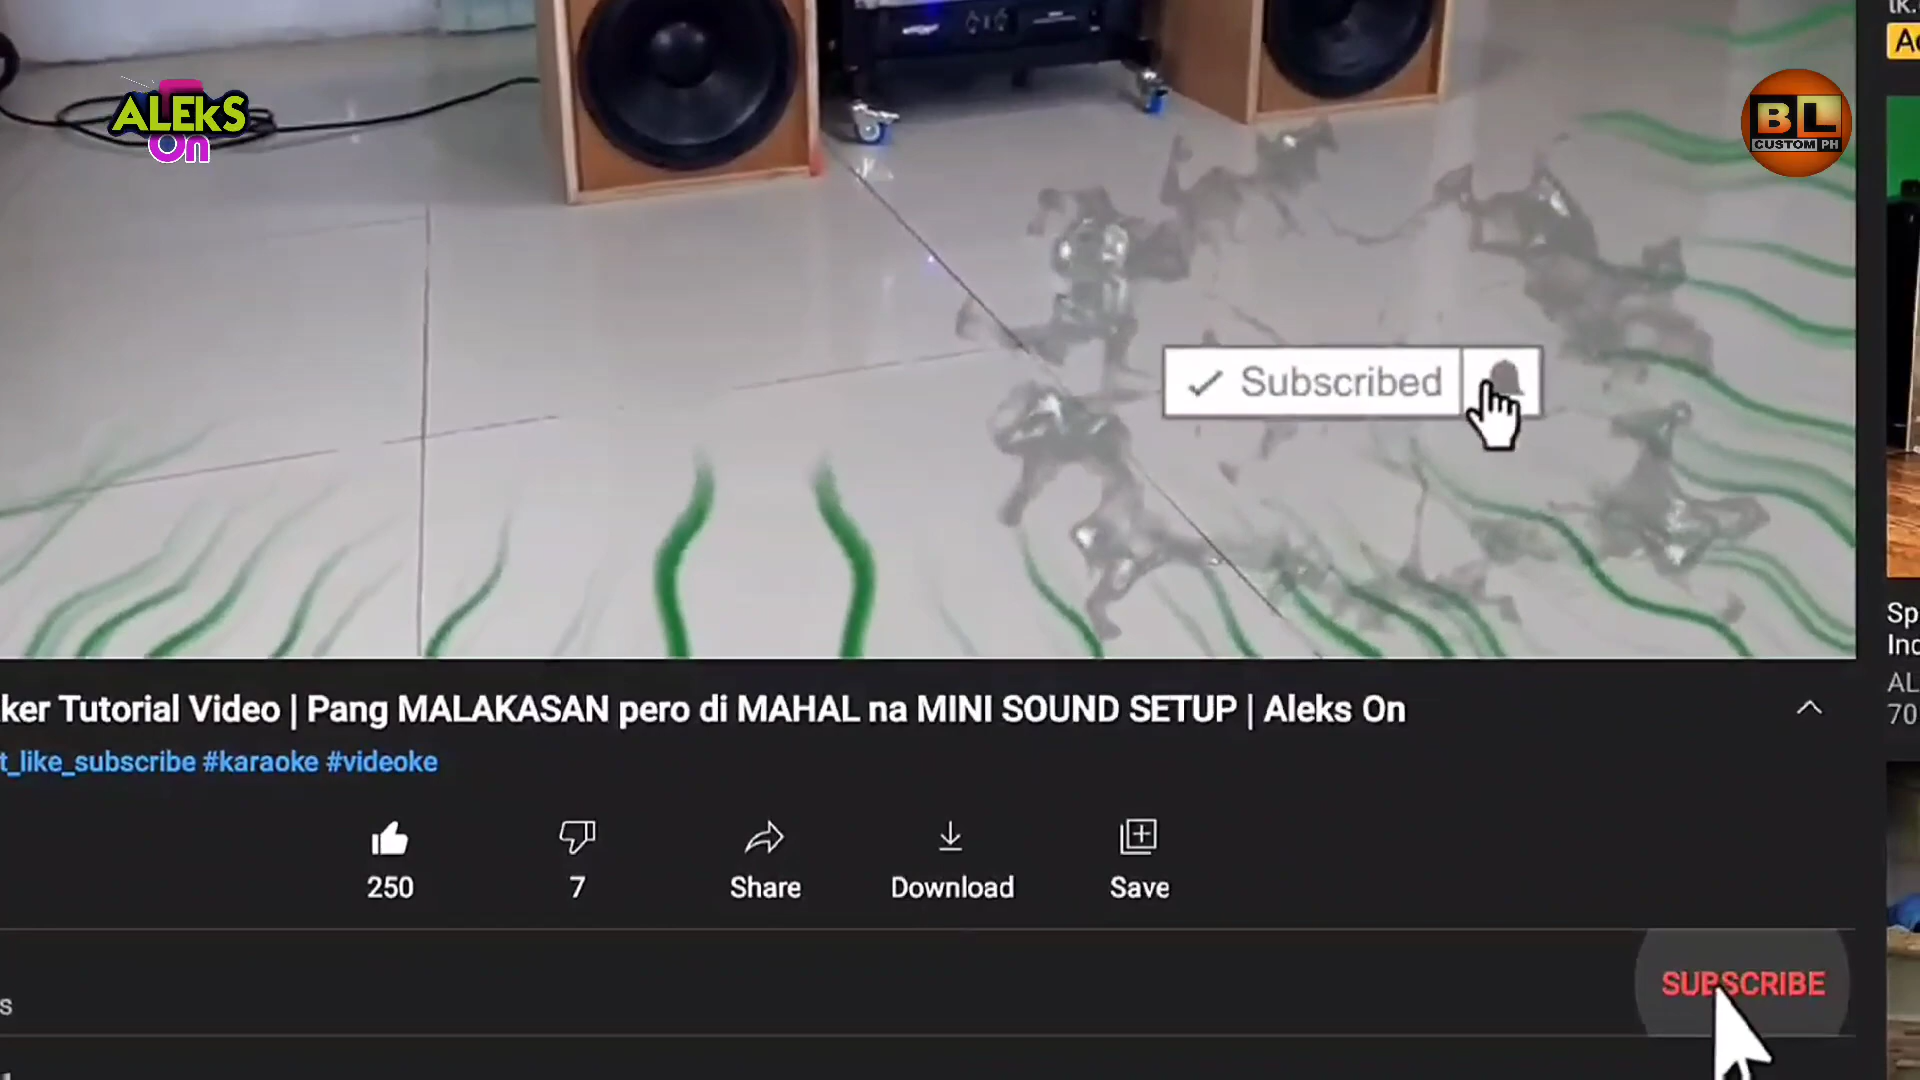 ALEKS
On
BL
CUSTOM PH
Subscribed
ker Tutorial Video | Pang MALAKASAN pero di MAHAL na MINI SOUND SETUP | Aleks On
t_like_subscribe #karaoke #videoke
250
7
Share
Download
Save
SUBSCRIBE
s
Sp
Inc
AL
70